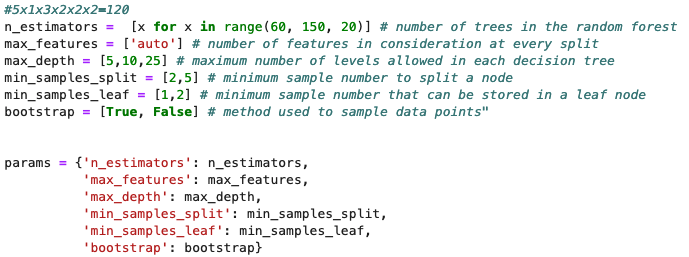 #5x1x3x2x2x2=120
n_estimators =  [x for x in range(60, 150, 20)] # number of trees in the random forest
max_features = ['auto'] # number of features in consideration at every split
max_depth = [5,10,25] # maximum number of levels allowed in each decision tree
min_samples_split = [2,5] # minimum sample number to split a node
min_samples_leaf = [1,2] # minimum sample number that can be stored in a leaf node
bootstrap = [True, False] # method used to sample data points"
params = {'n_estimators': n_estimators,
          'max_features': max_features,
          'max_depth': max_depth,
          'min_samples_split': min_samples_split,
          'min_samples_leaf': min_samples_leaf,
          'bootstrap': bootstrap}